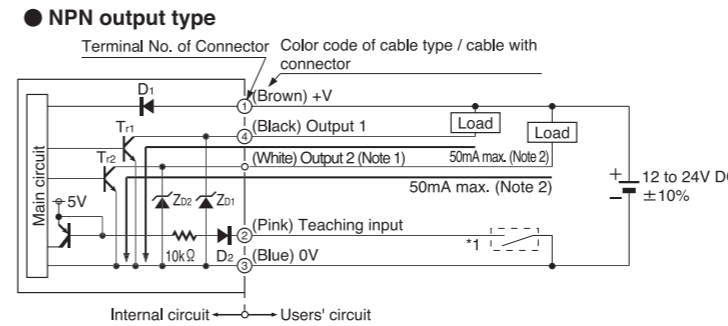 ● NPN output type
Terminal No. of Connector
Color code of cable type / cable with
connector
D1
(Brown) +V
1
Tr1
4
(Black) Output 1
Load
Load
Tr2
(White) Output 2 (Note 1)
50mA max. (Note 2)
50mA max. (Note 2)
Main circuit
5V
ZD2
ZD1
+
−
12 to 24V DC
±10%
(Pink) Teaching input
2
*1
10kΩ
D2
3
(Blue) 0V
Internal circuit
Users' circuit